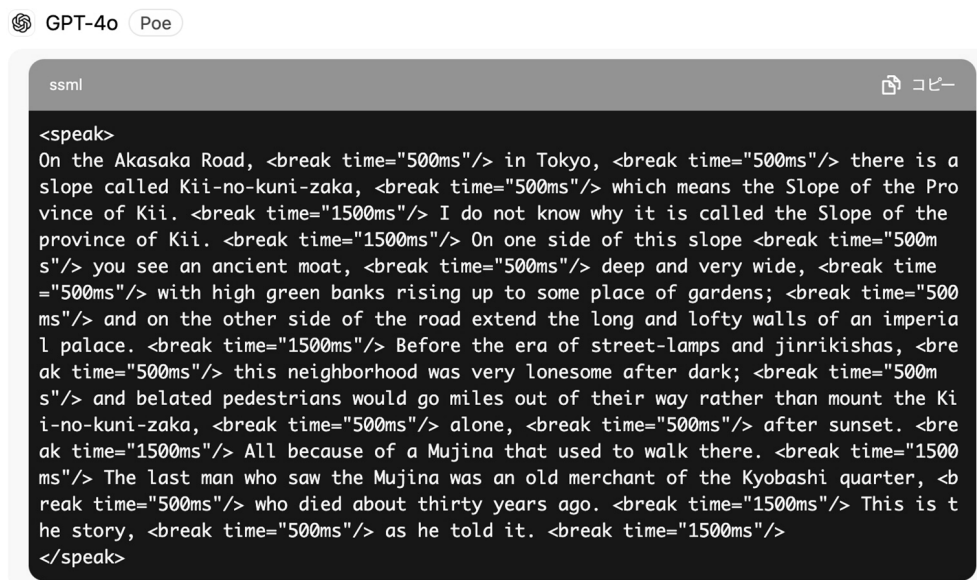 GPT-4o Poe
ssml コピー
<speak>
On the Akasaka Road, <break time="500ms"/> in Tokyo, <break time="500ms"/> there is a
slope called Kii-no-kuni-zaka, <break time="500ms"/> which means the Slope of the Pro
vince of Kii. <break time="1500ms"/> I do not know why it is called the Slope of the
province of Kii. <break time="1500ms"/> On one side of this slope <break time="500m
s"/> you see an ancient moat, <break time="500ms"/> deep and very wide, <break time
="500ms"/> with high green banks rising up to some place of gardens; <break time="500
ms"/> and on the other side of the road extend the long and lofty walls of an imperia
l palace. <break time="1500ms"/> Before the era of street-lamps and jinrikishas, <bre
ak time="500ms"/> this neighborhood was very lonesome after dark; <break time="500m
s"/> and belated pedestrians would go miles out of their way rather than mount the Ki
i-no-kuni-zaka, <break time="500ms"/> alone, <break time="500ms"/> after sunset. <bre
ak time="1500ms"/> All because of a Mujina that used to walk there. <break time="1500
ms"/> The last man who saw the Mujina was an old merchant of the Kyobashi quarter, <b
reak time="500ms"/> who died about thirty years ago. <break time="1500ms"/> This is t
he story, <break time="500ms"/> as he told it. <break time="1500ms"/>
</speak>